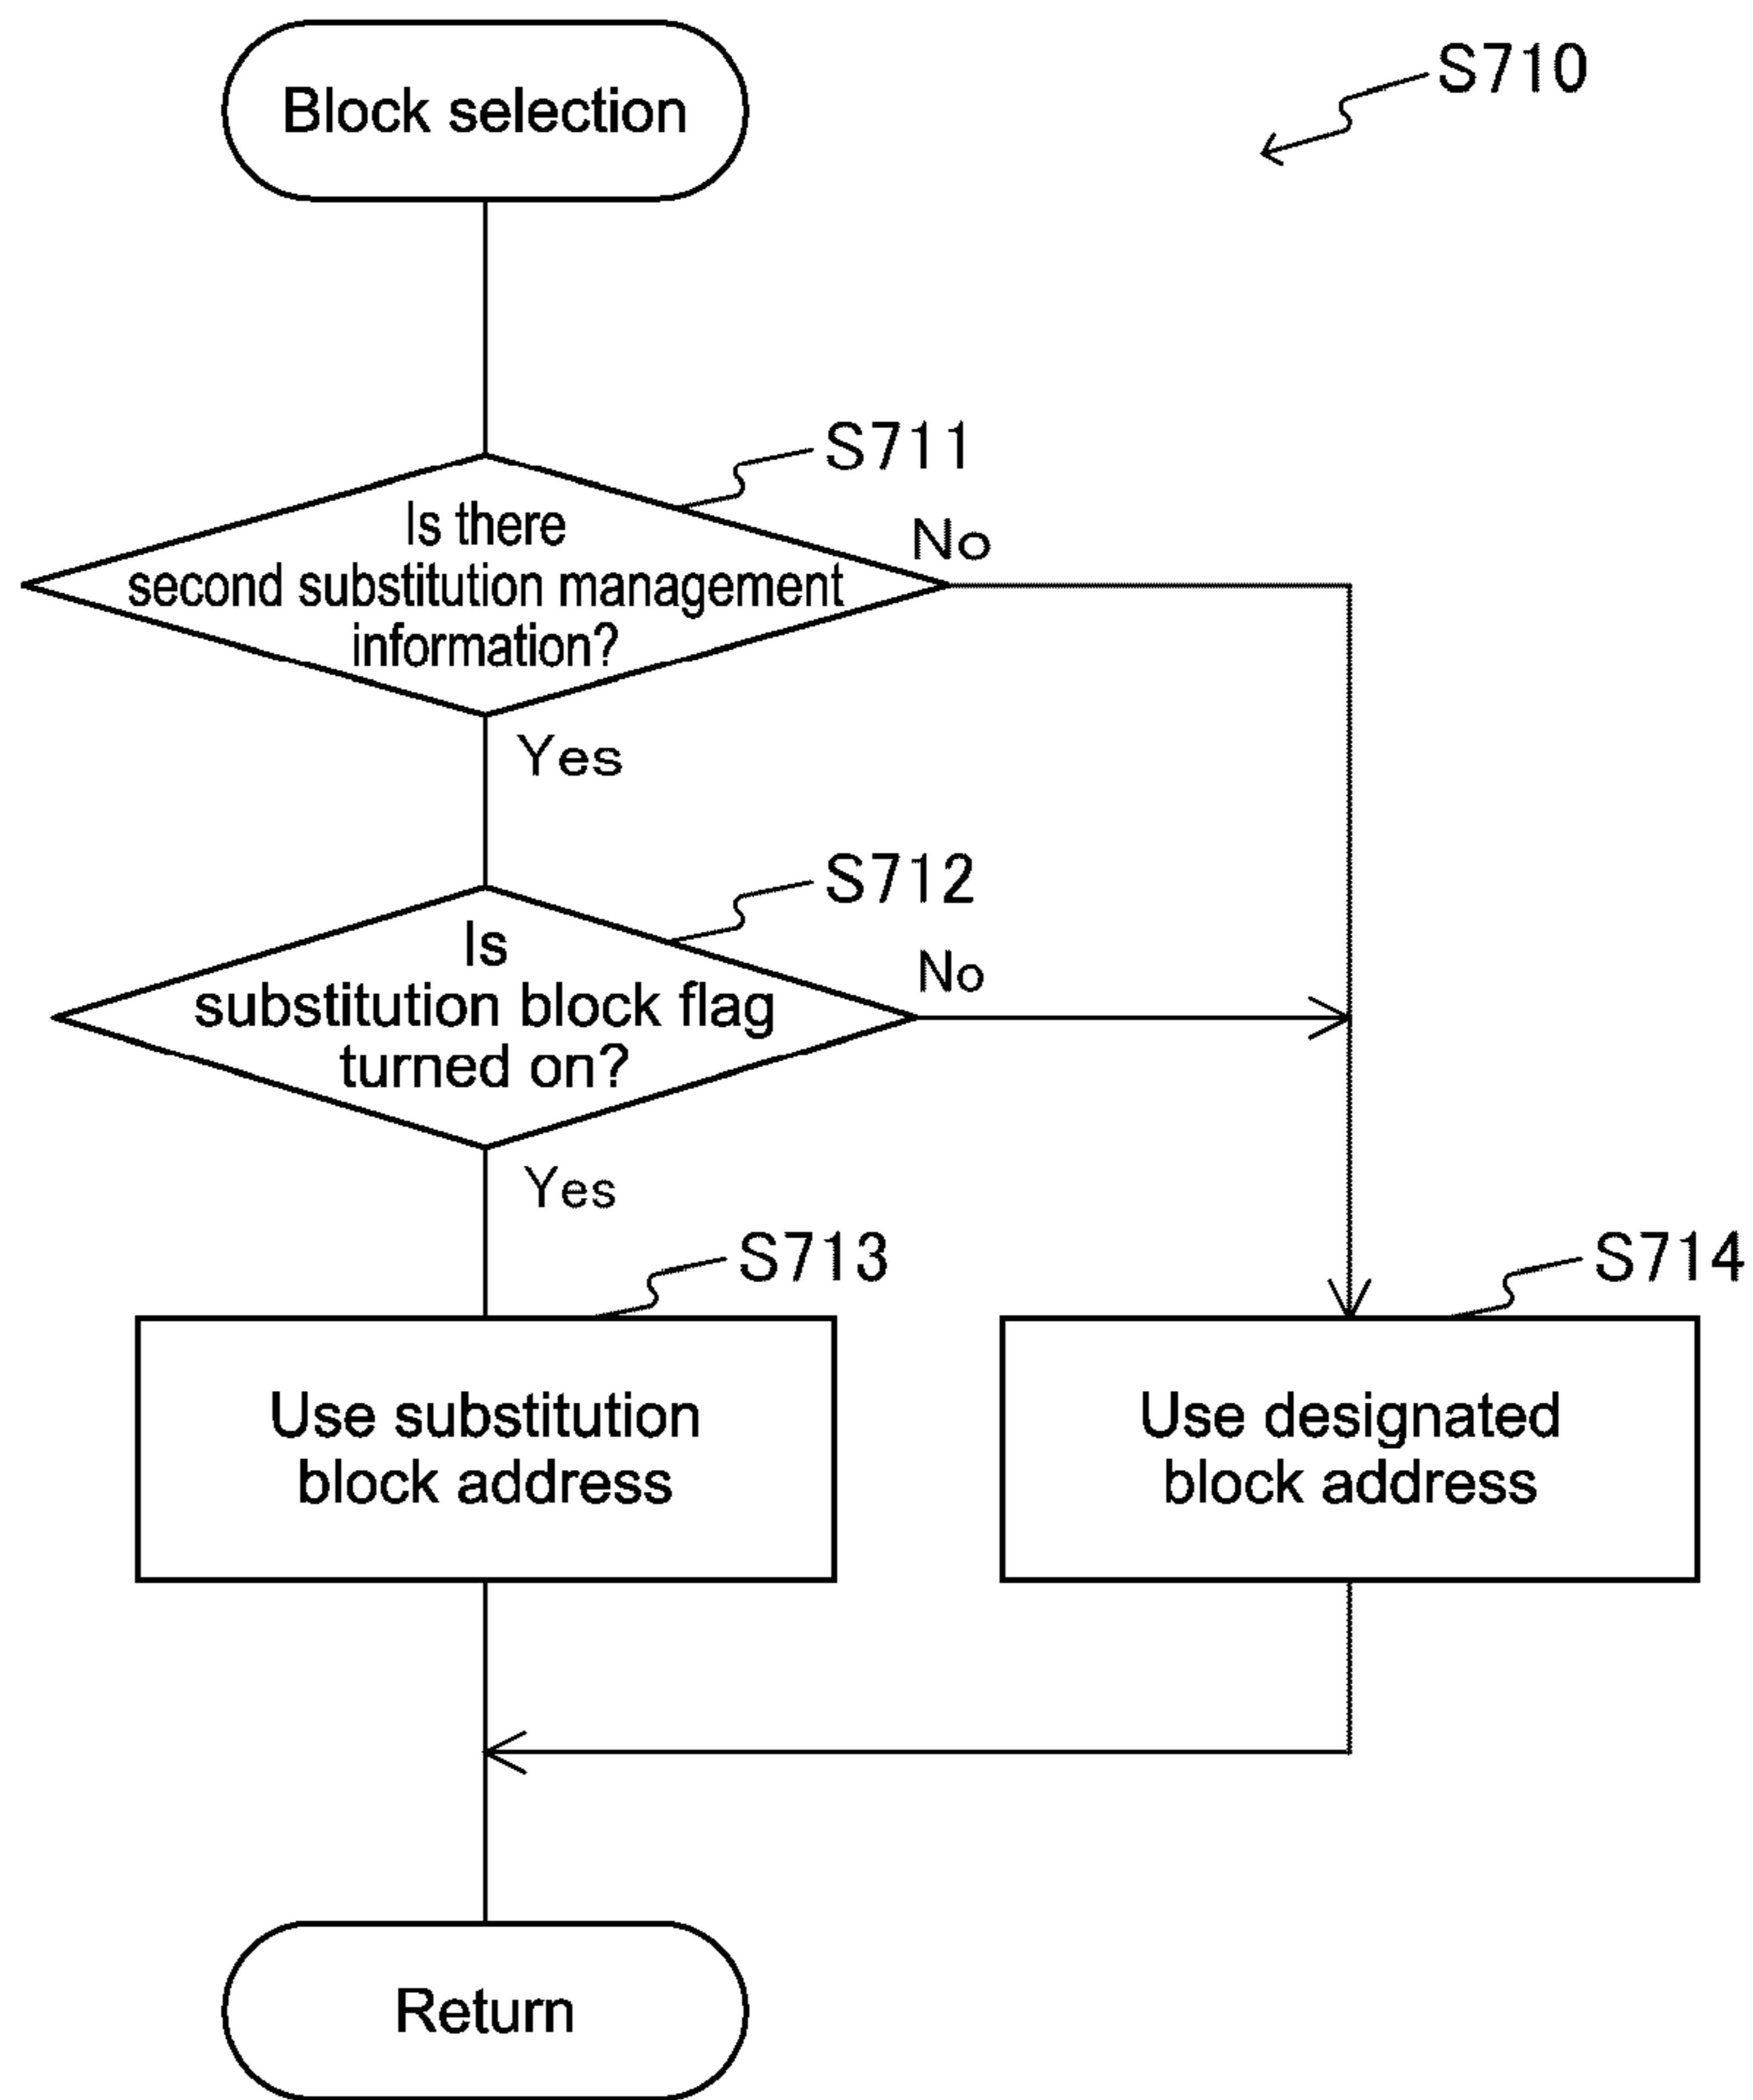 Block selection
S710
S711
Is there
second substitution management
information?
No
Yes
S712
Is
substitution block flag
turned on?
No
Yes
S713
Use substitution
block address
S714
Use designated
block address
Return